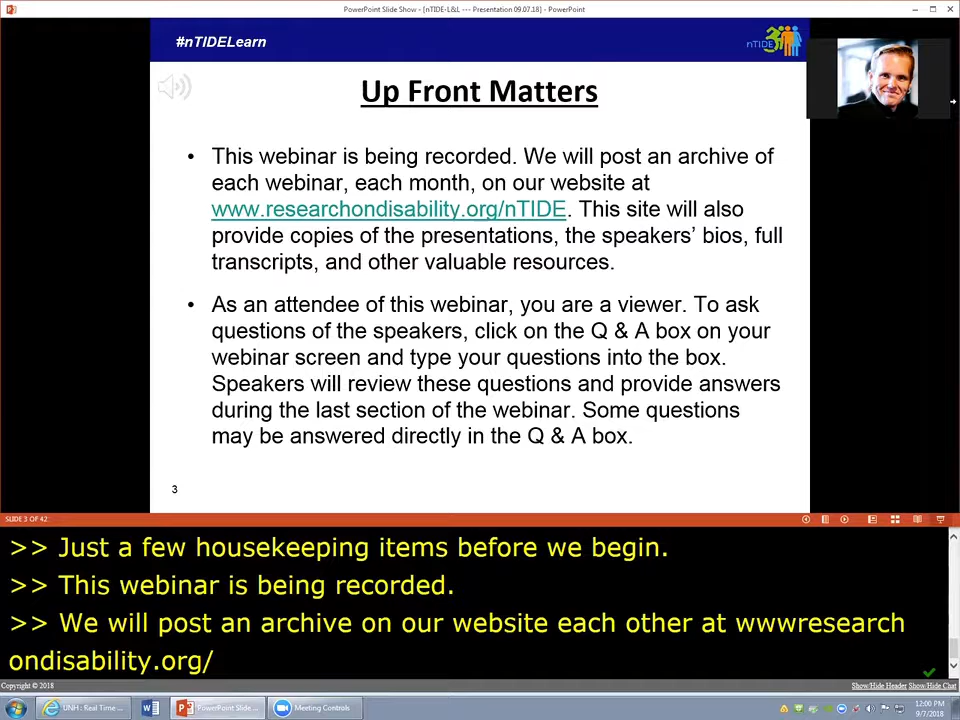 PowerPoint Slide Show - [nTIDE-L&L --- Presentation 09.07.18] - PowerPoint
#nTIDELearn
nTIDE
Up Front Matters
• This webinar is being recorded. We will post an archive of
each webinar, each month, on our website at
www.researchondisability.org/nTIDE. This site will also
provide copies of the presentations, the speakers’ bios, full
transcripts, and other valuable resources.
• As an attendee of this webinar, you are a viewer. To ask
questions of the speakers, click on the Q & A box on your
webinar screen and type your questions into the box.
Speakers will review these questions and provide answers
during the last section of the webinar. Some questions
may be answered directly in the Q & A box.
3
SLIDE 3 OF 42
>> Just a few housekeeping items before we begin.
>> This webinar is being recorded.
>> We will post an archive on our website each other at wwwresearch
ondisability.org/
Copyright © 2018
Show/Hide Header Show/Hide Chat
UNH : Real Time ...
PowerPoint Slide ...
Meeting Controls
12:00 PM
9/7/2018